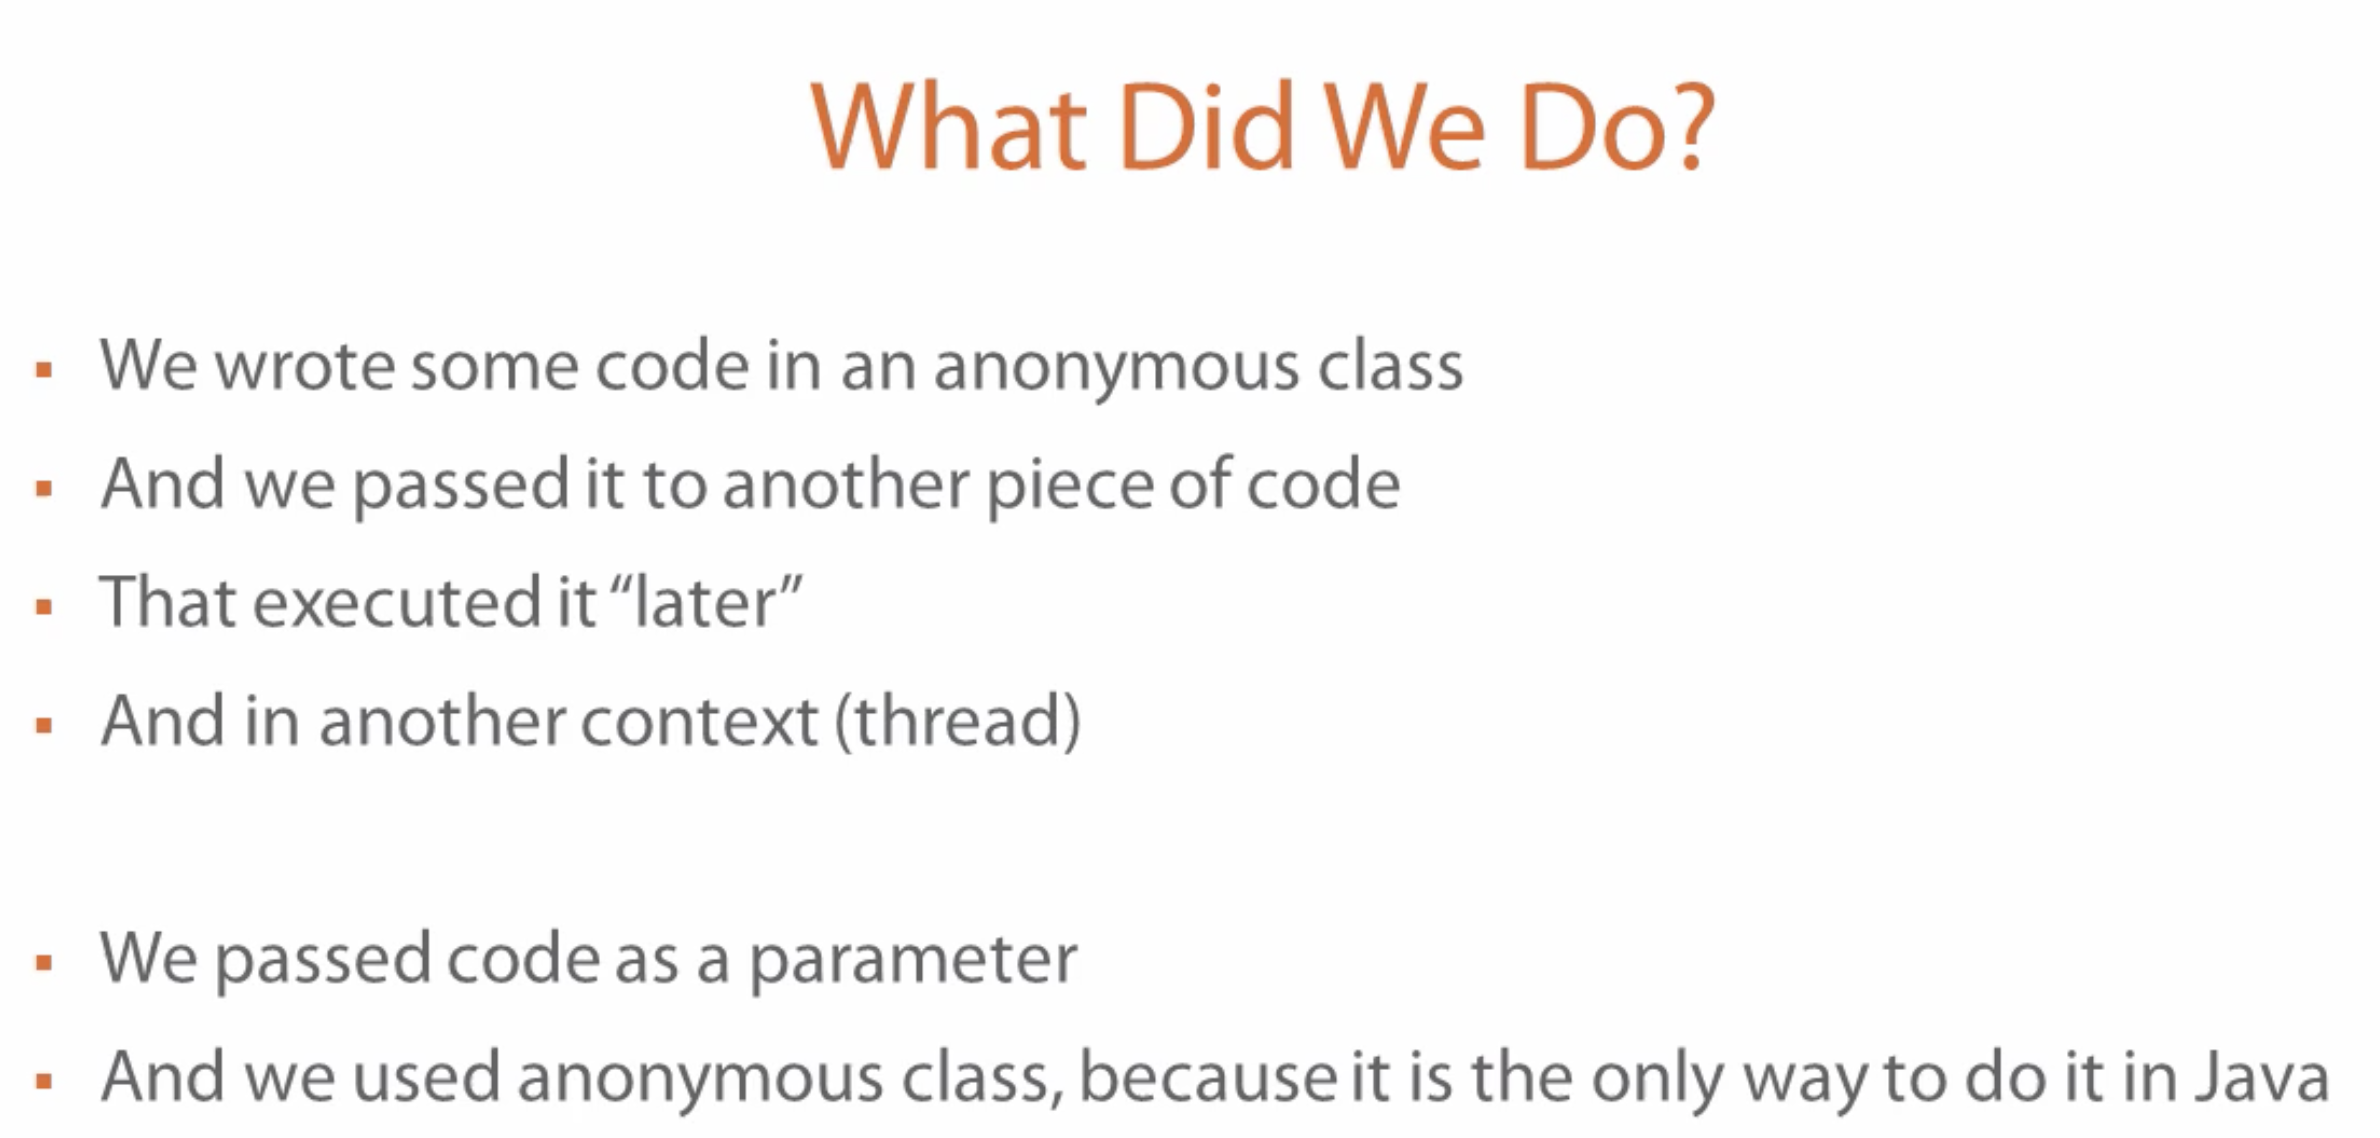 What Did We Do?
We wrote some code in an anonymous class
And we passed it to another piece of code
That executed it “later”
And in another context (thread)
We passed code as a parameter
And we used anonymous class, because it is the only way to do it in Java